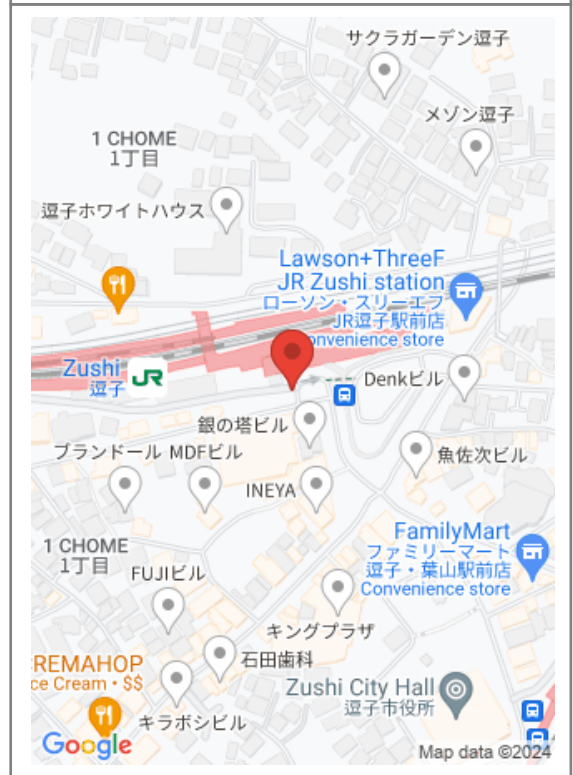 サクラガーデン逗子
メゾン逗子
1 CHOME
1丁目
逗子ホワイトハウス
Lawson+ThreeF
JR Zushi station
ローソン・スリーエフ
JR逗子駅前店
onvenience store
Zushi
逗子
JR
Denkビル
銀の塔ビル
ブランドール MDFビル
魚佐次ビル
INEYA
FamilyMart
ファミリーマート
逗子・葉山駅前店
Convenience store
1 CHOME
1丁目
FUJIビル
キングプラザ
石田歯科
REMAHOP
ce Cream • $$
Zushi City Hall
逗子市役所
キラボシビル
Google
Map data ©2024